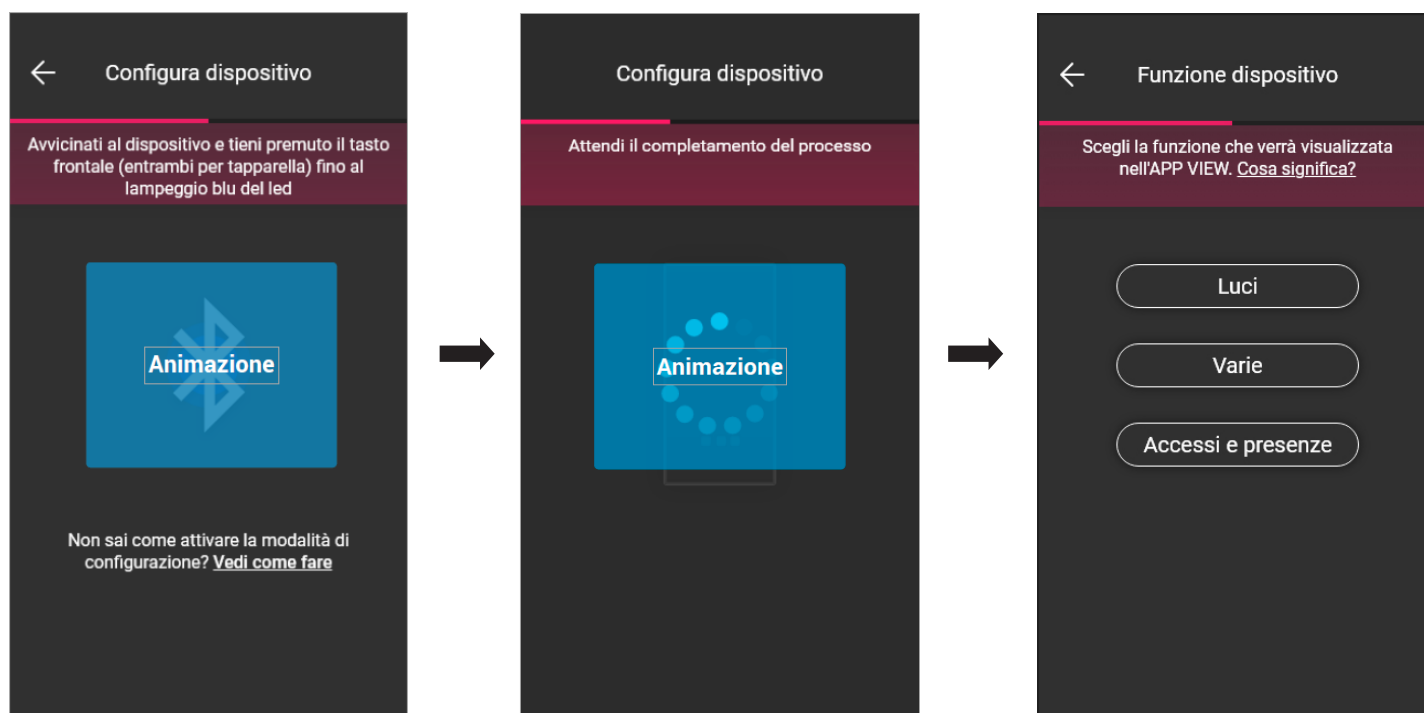 Configura dispositivo
Avvicinati al dispositivo e tieni premuto il tasto
frontale (entrambi per tapparella) fino al
lampeggio blu del led
Animazione
Non sai come attivare la modalità di
configurazione? Vedi come fare
Configura dispositivo
Attendi il completamento del processo
Animazione
Funzione dispositivo
Scegli la funzione che verrà visualizzata
nell'APP VIEW. Cosa significa?
Luci
Varie
Accessi e presenze